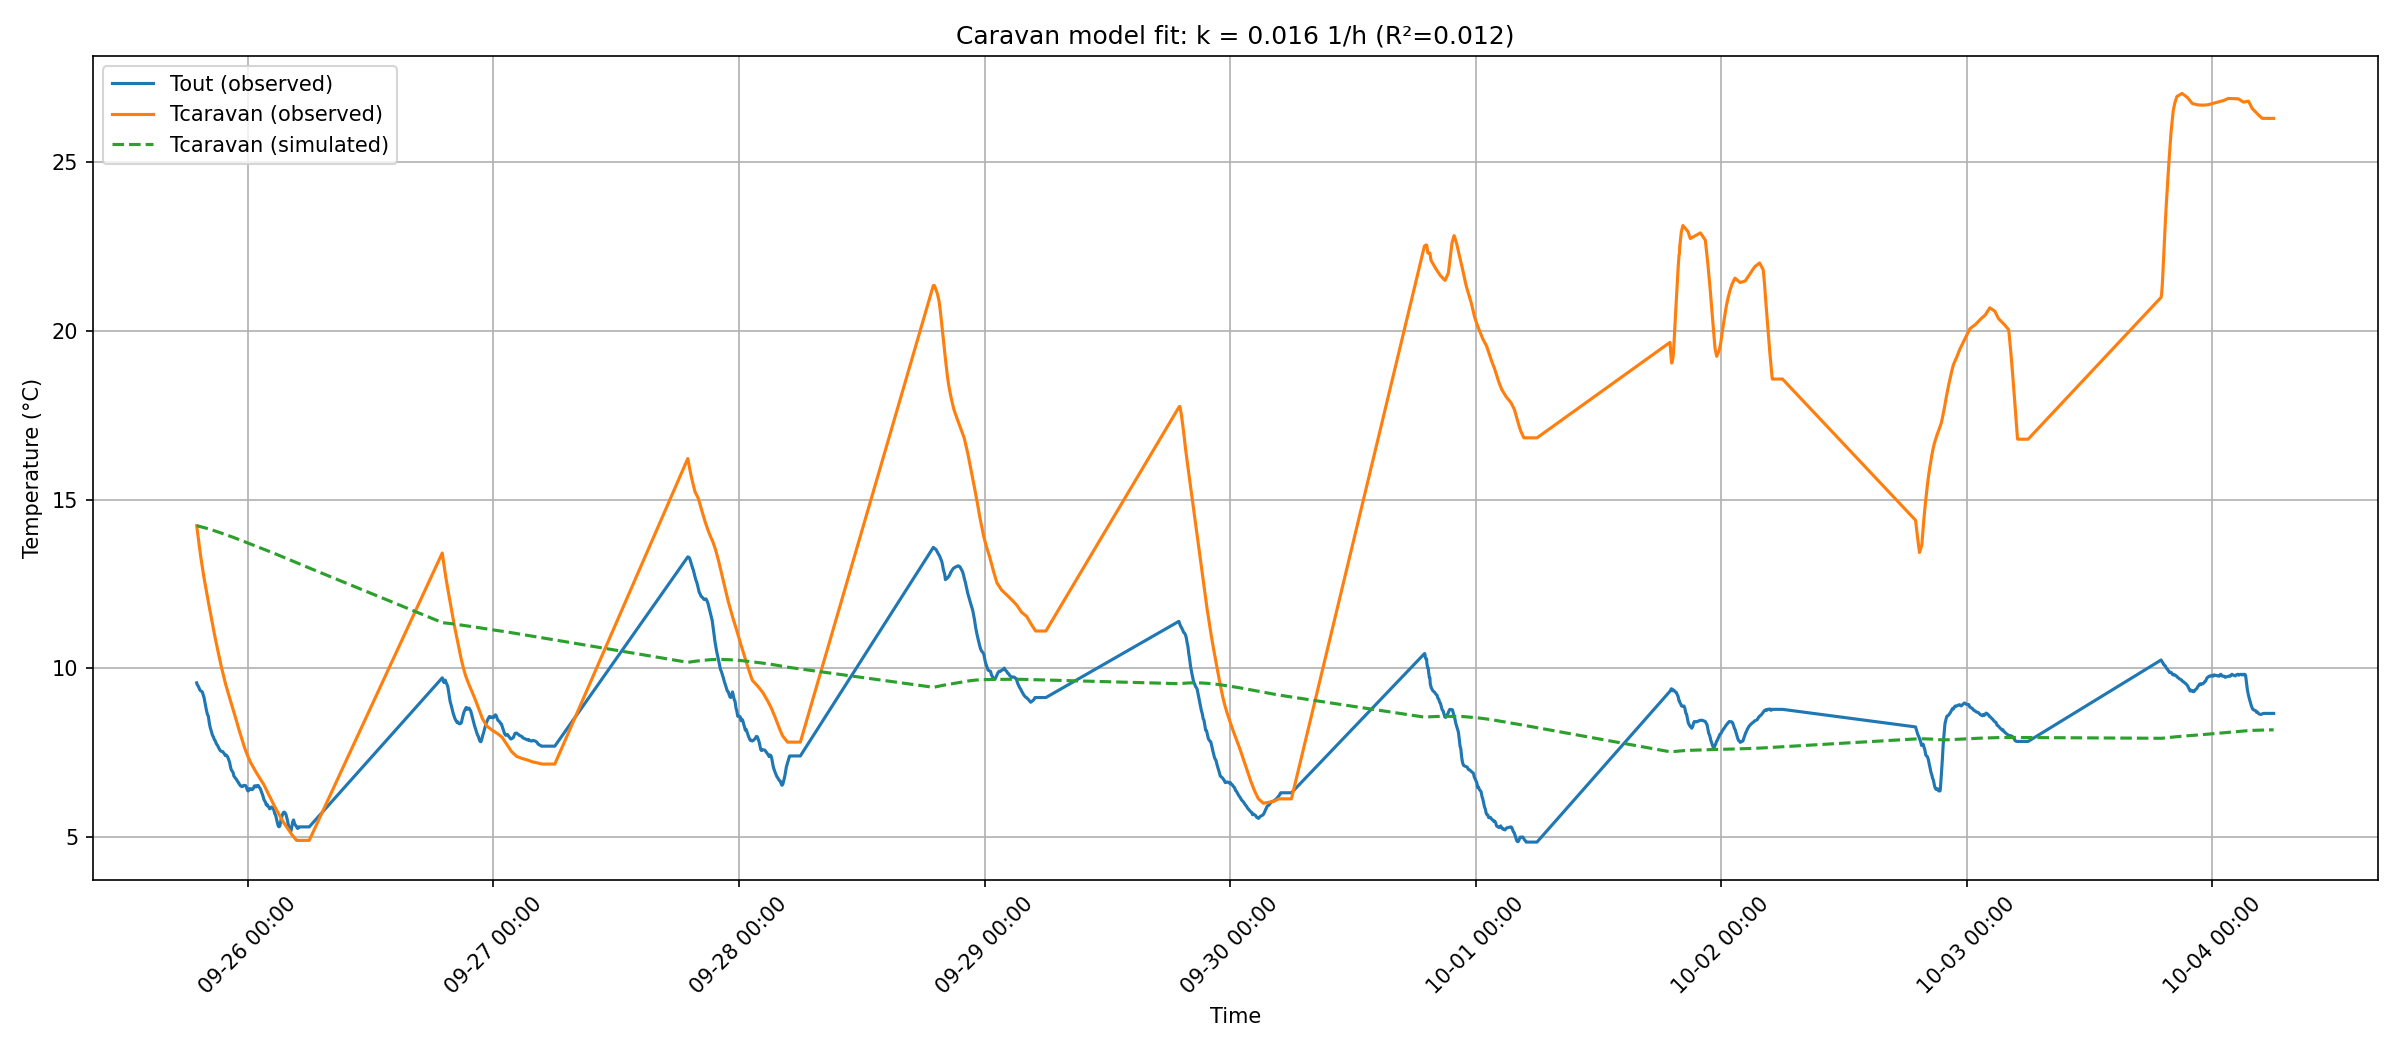 Caravan model fit: k = 0.016 1/h (R²=0.012)
Tout (observed)
Tcaravan (observed)
Tcaravan (simulated)
Temperature (°C)
25
20
15
10
5
09-26 00:00
09-27 00:00
09-28 00:00
09-29 00:00
09-30 00:00
10-01 00:00
10-02 00:00
10-03 00:00
10-04 00:00
Time